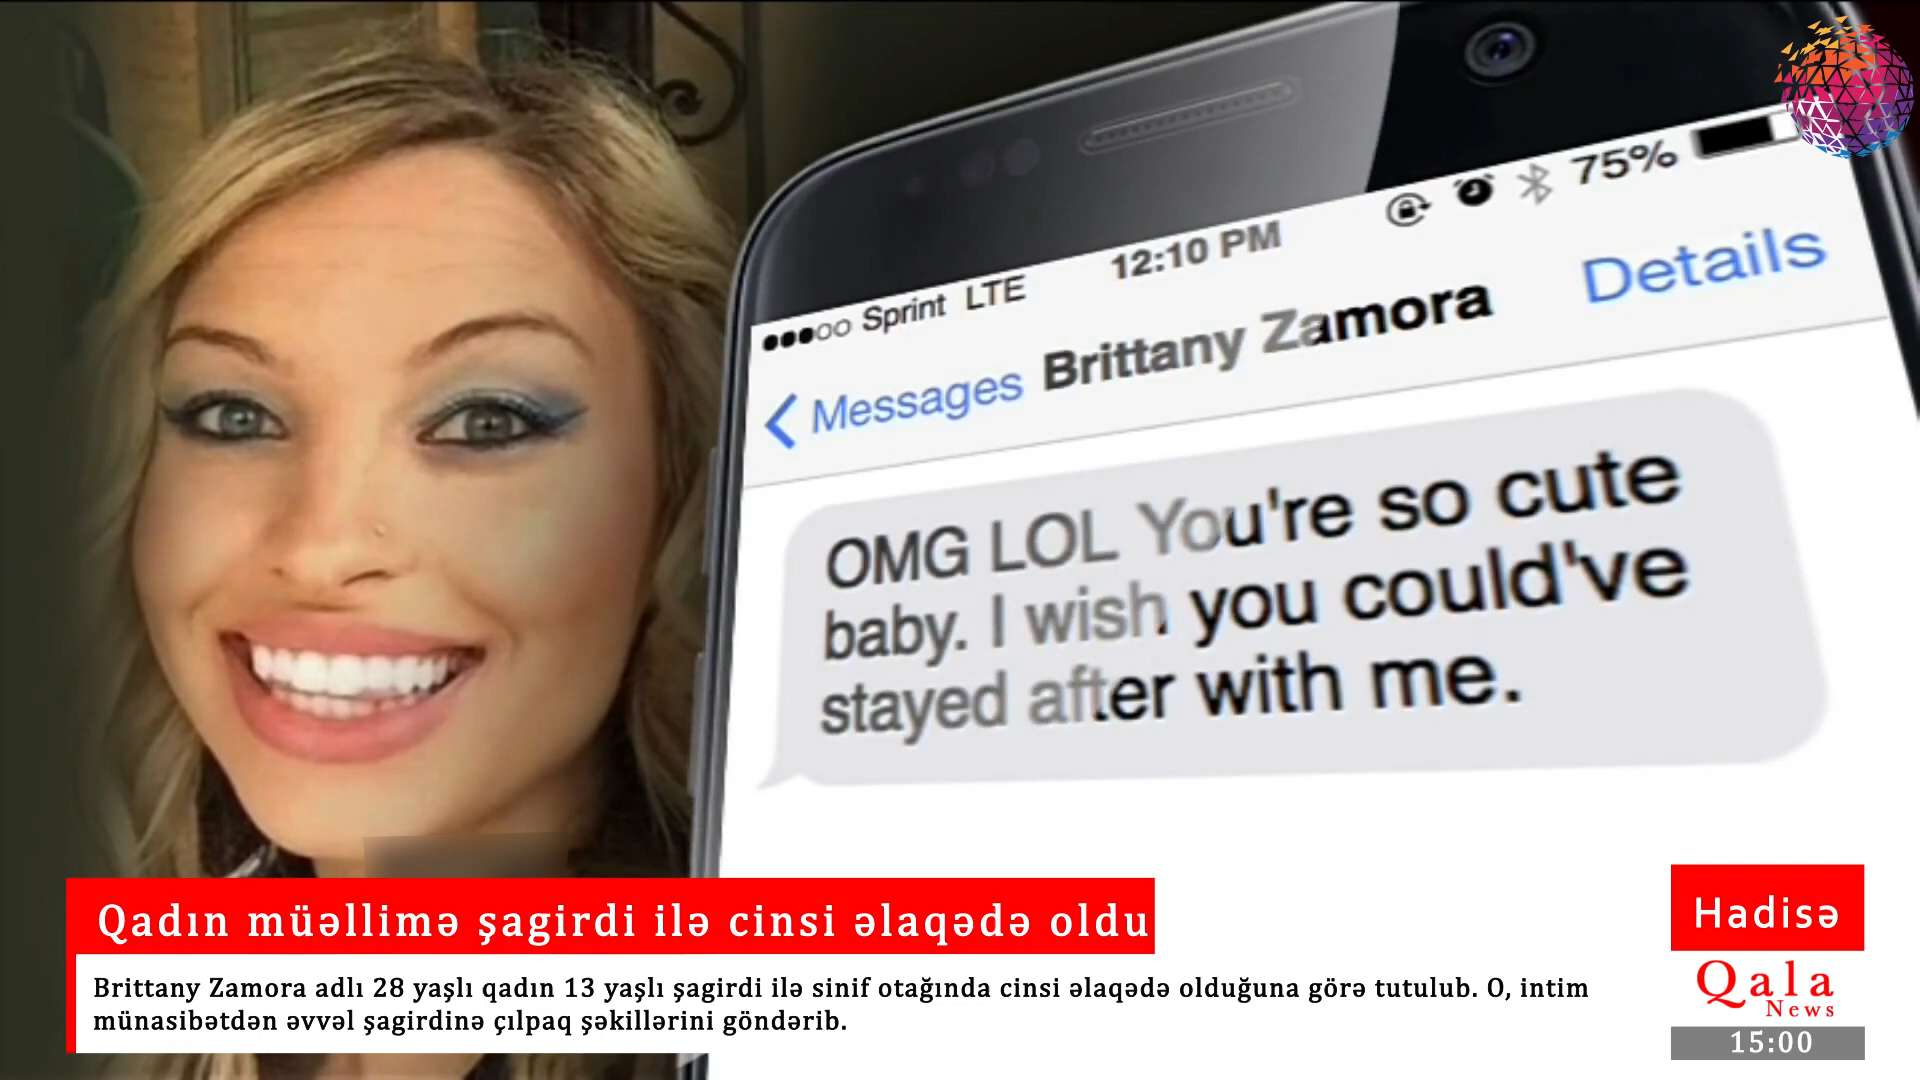 Sprint LTE 12:10 PM 75%
Messages Brittany Zamora Details
OMG LOL You're so cute
baby. I wish you could've
stayed after with me.
Qadın müəllimə şagirdi ilə cinsi əlaqədə oldu
Brittany Zamora adlı 28 yaşlı qadın 13 yaşlı şagirdi ilə sinif otağında cinsi əlaqədə olduğuna görə tutulub. O, intim
münasibətdən əvvəl şagirdinə çılpaq şəkillərini göndərib.
Hadisə
Qala
News
15:00